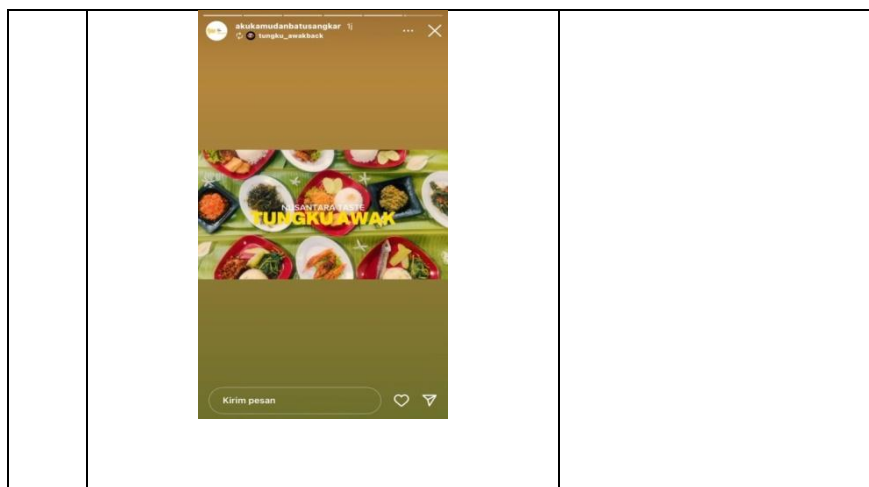 akukamudanbatusangkar 1j
tungku_awakback
NUSANTARA TASTE
TUNGKU AWAK
Kirim pesan